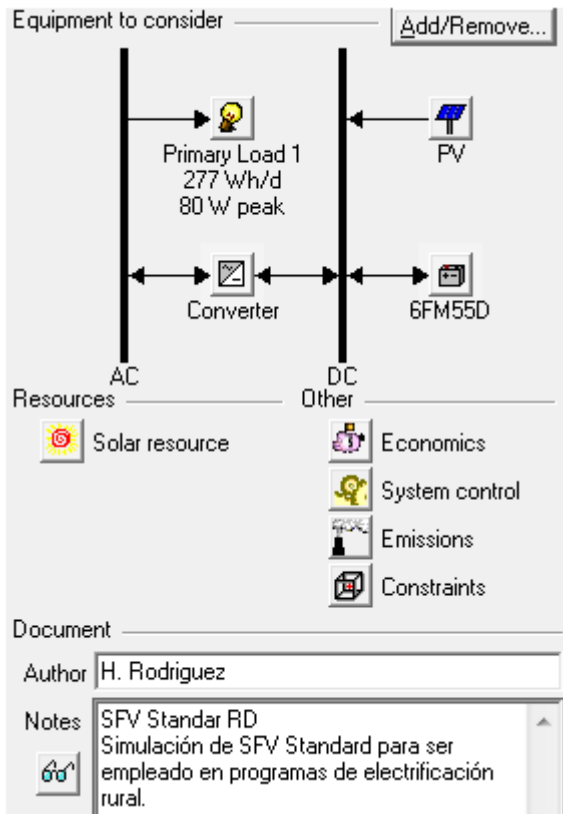 Equipment to consider
Add/Remove...
Primary Load 1
277 Wh/d
80 W peak
PV
Converter
6FM55D
AC
DC
Resources
Other
Solar resource
Economics
System control
Emissions
Constraints
Document
Author
H. Rodriguez
Notes
SFV Standar RD
Simulación de SFV Standard para ser
empleado en programas de electrificación
rural.